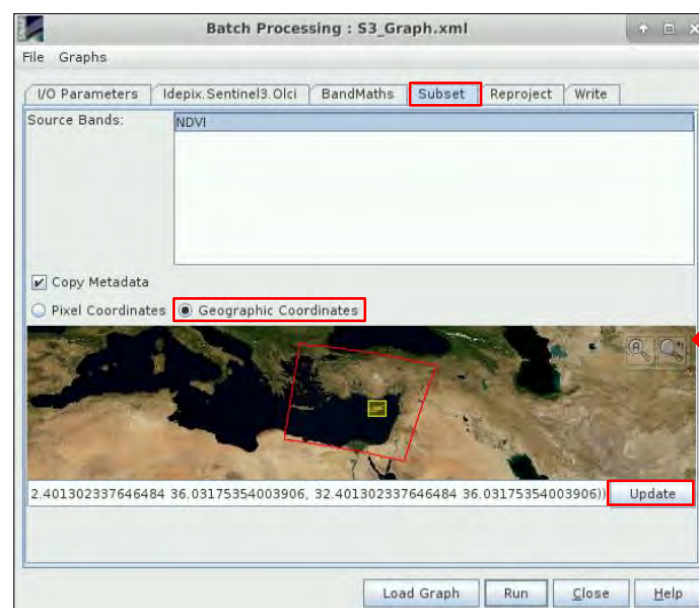 Batch Processing : S3_Graph.xml
File Graphs
I/O Parameters Idepix.Sentinel3.Olci BandMaths Subset Reproject Write
Source Bands:
NDVI
Copy Metadata
Pixel Coordinates Geographic Coordinates
2.401302337646484 36.03175354003906, 32.401302337646484 36.03175354003906)) Update
Load Graph Run Close Help